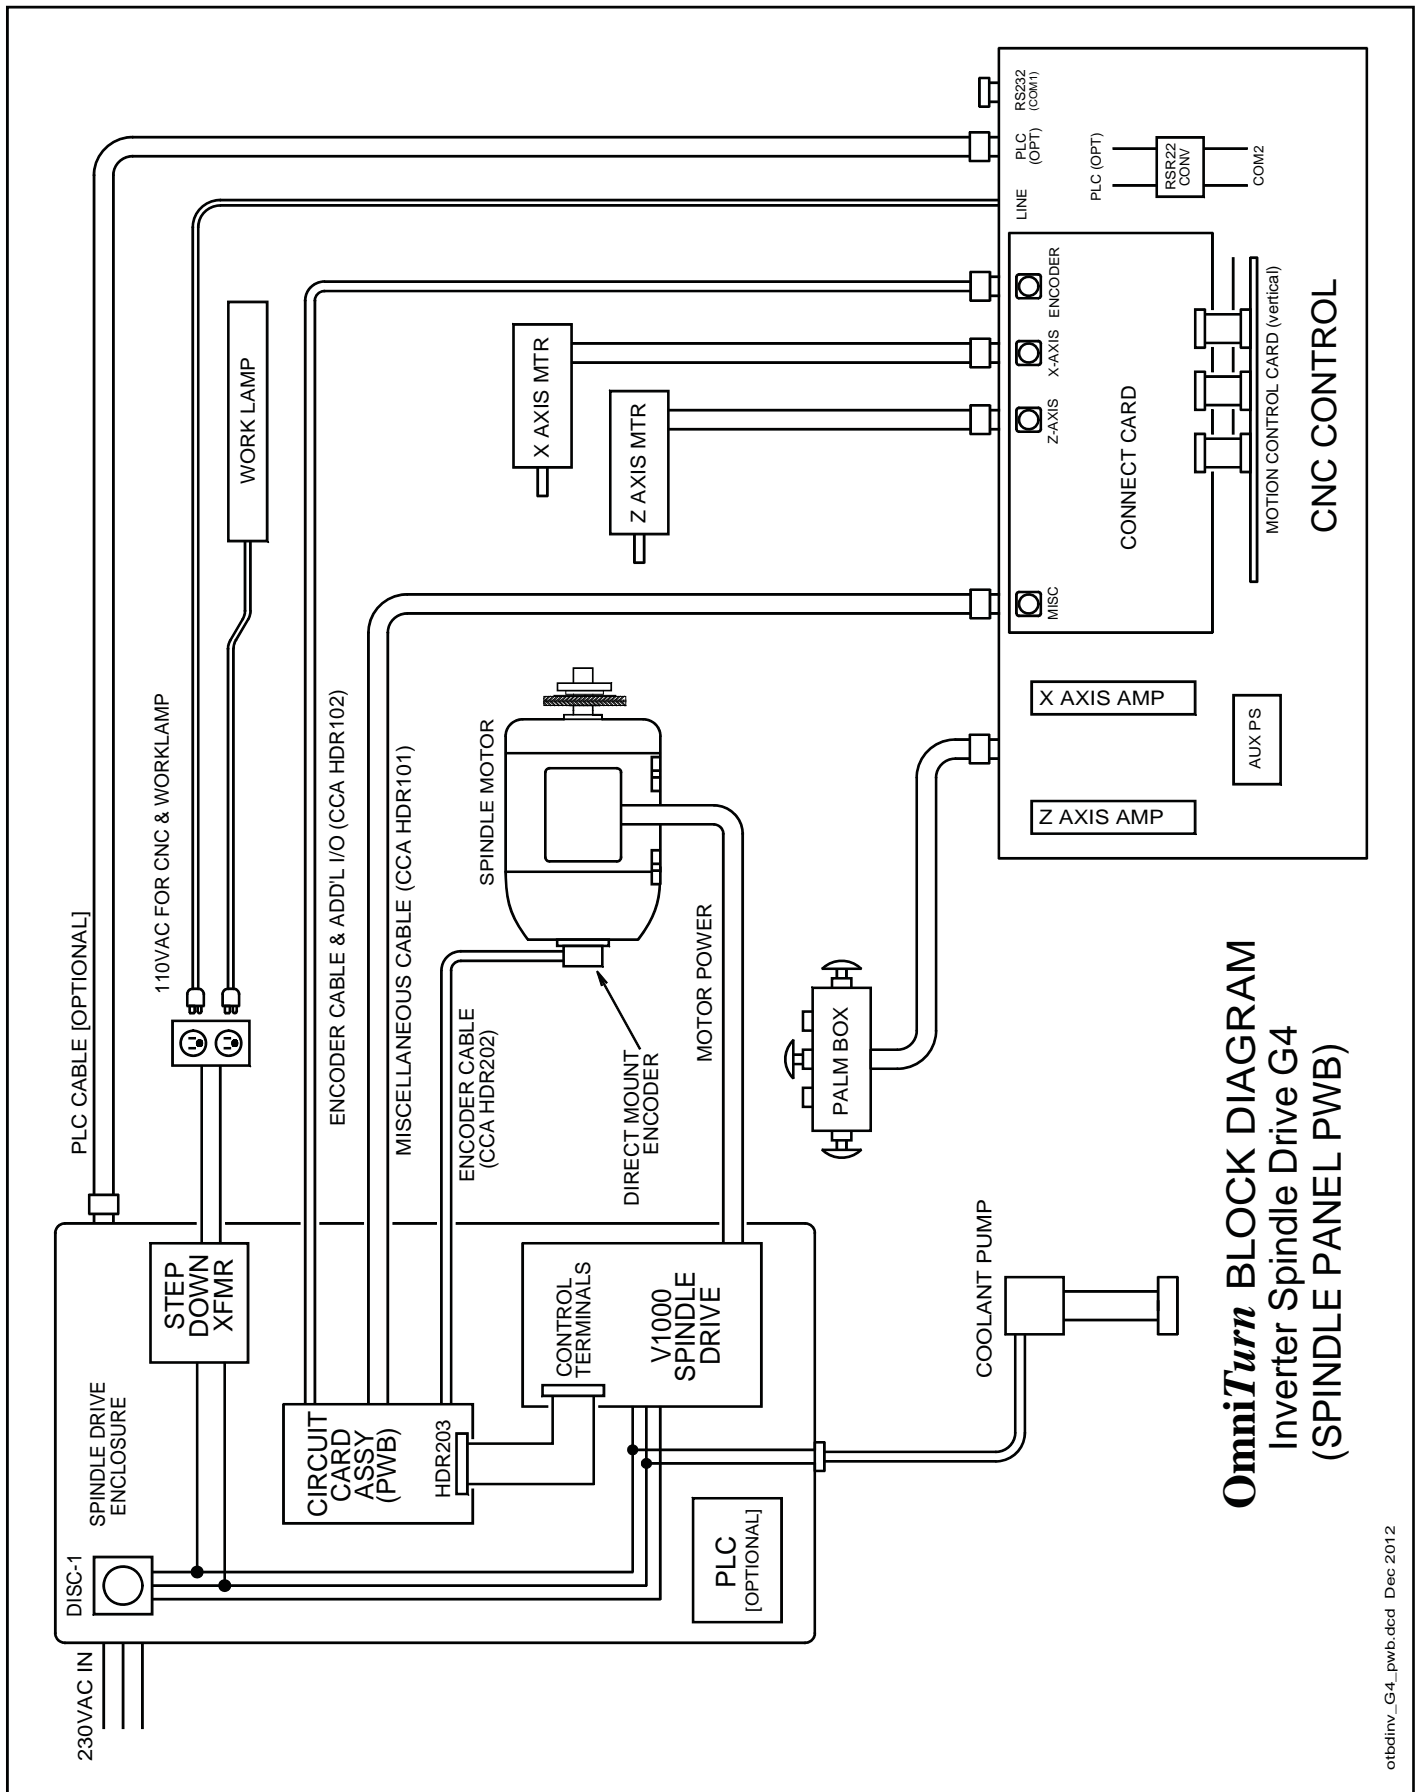 230VAC IN
DISC-1
SPINDLE DRIVE
ENCLOSURE
STEP
DOWN
XFMR
PLC CABLE [OPTIONAL]
110VAC FOR CNC & WORKLAMP
WORK LAMP
CIRCUIT
CARD
ASSY
(PWB)
HDR203
ENCODER CABLE & ADD'L I/O (CCA HDR102)
MISCELLANEOUS CABLE (CCA HDR101)
ENCODER CABLE
(CCA HDR202)
SPINDLE MOTOR
DIRECT MOUNT
ENCODER
MOTOR POWER
CONTROL
TERMINALS
V1000
SPINDLE
DRIVE
PLC
[OPTIONAL]
X AXIS MTR
Z AXIS MTR
PALM BOX
COOLANT PUMP
RS232
(COM1)
PLC
(OPT)
LINE
PLC (OPT)
RSR22
CONV
COM2
ENCODER
X-AXIS
Z-AXIS
MISC
CONNECT CARD
MOTION CONTROL CARD (vertical)
X AXIS AMP
Z AXIS AMP
AUX PS
CNC CONTROL
OmniTurn BLOCK DIAGRAM
Inverter Spindle Drive G4
(SPINDLE PANEL PWB)
otbdinv_G4_pwb.dcd Dec 2012